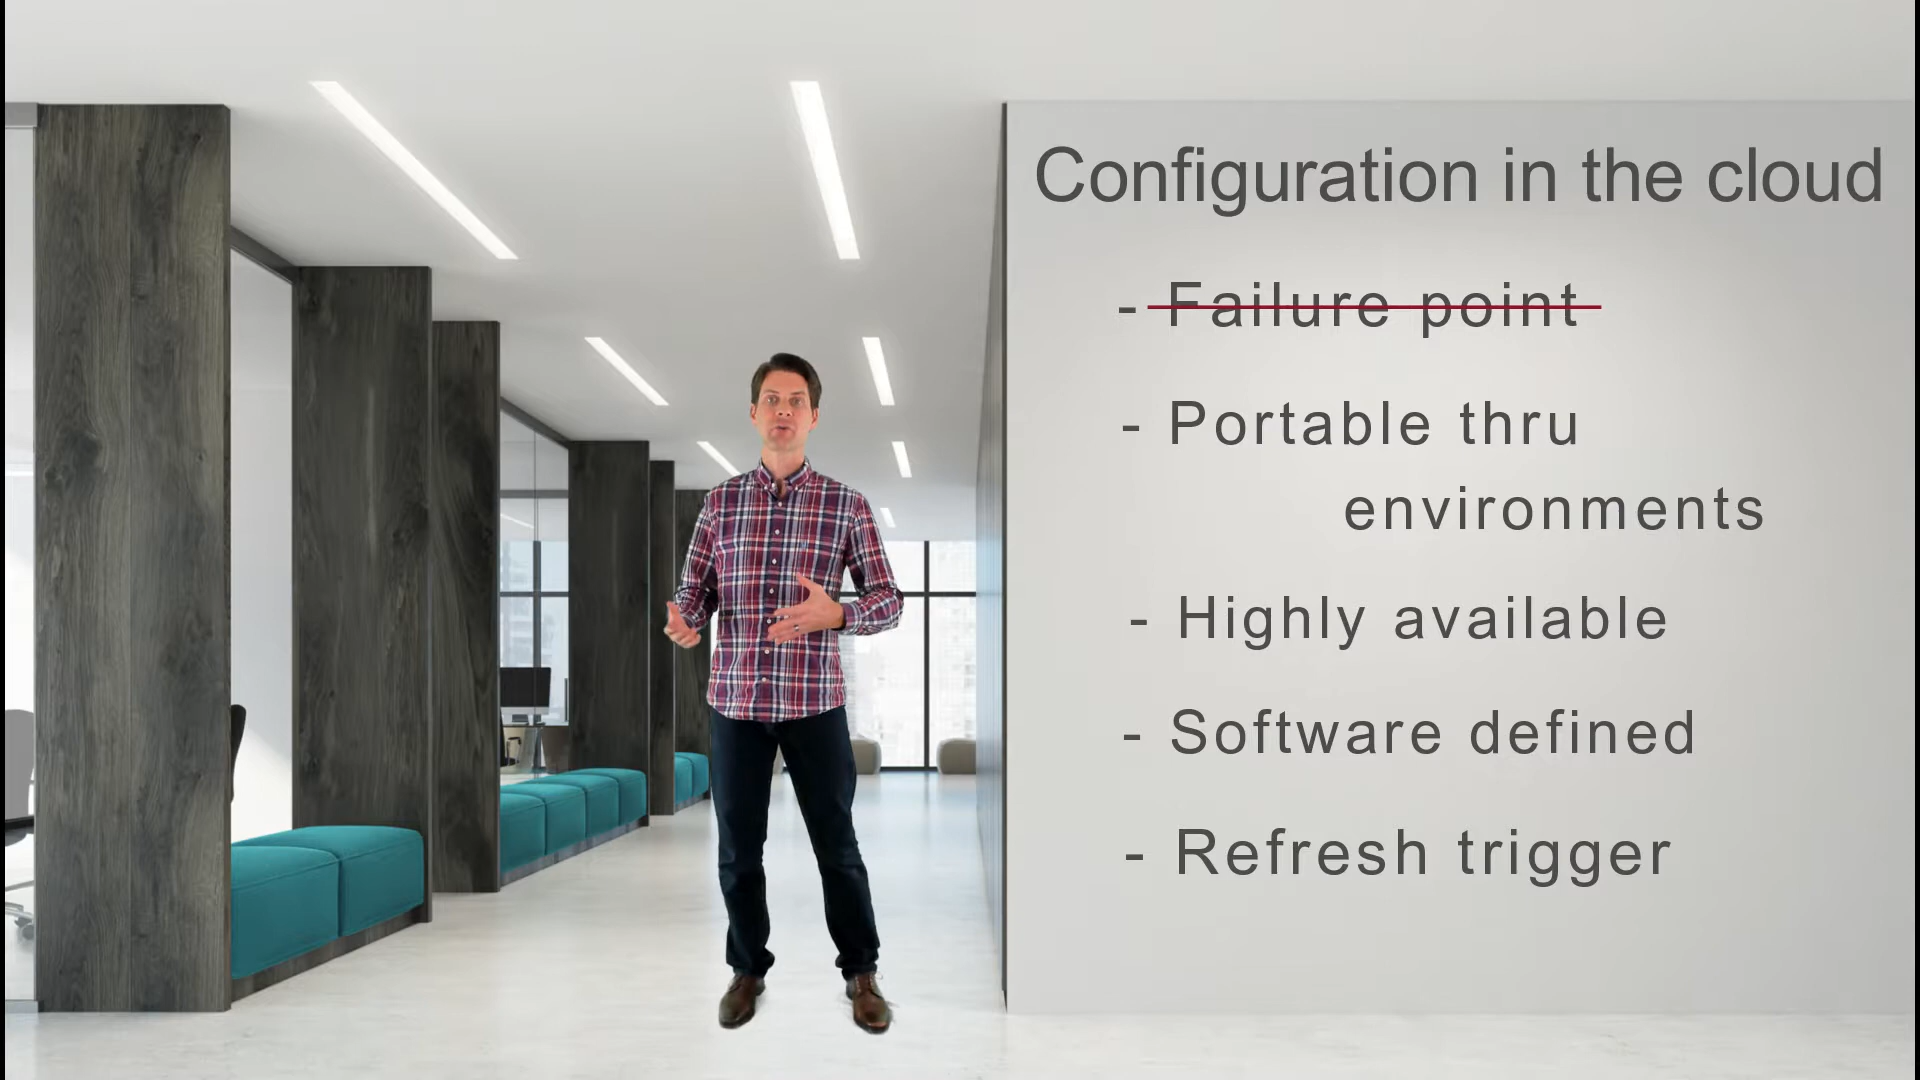 Configuration in the cloud
- Failure point
- Portable thru
environments
- Highly available
- Software defined
- Refresh trigger